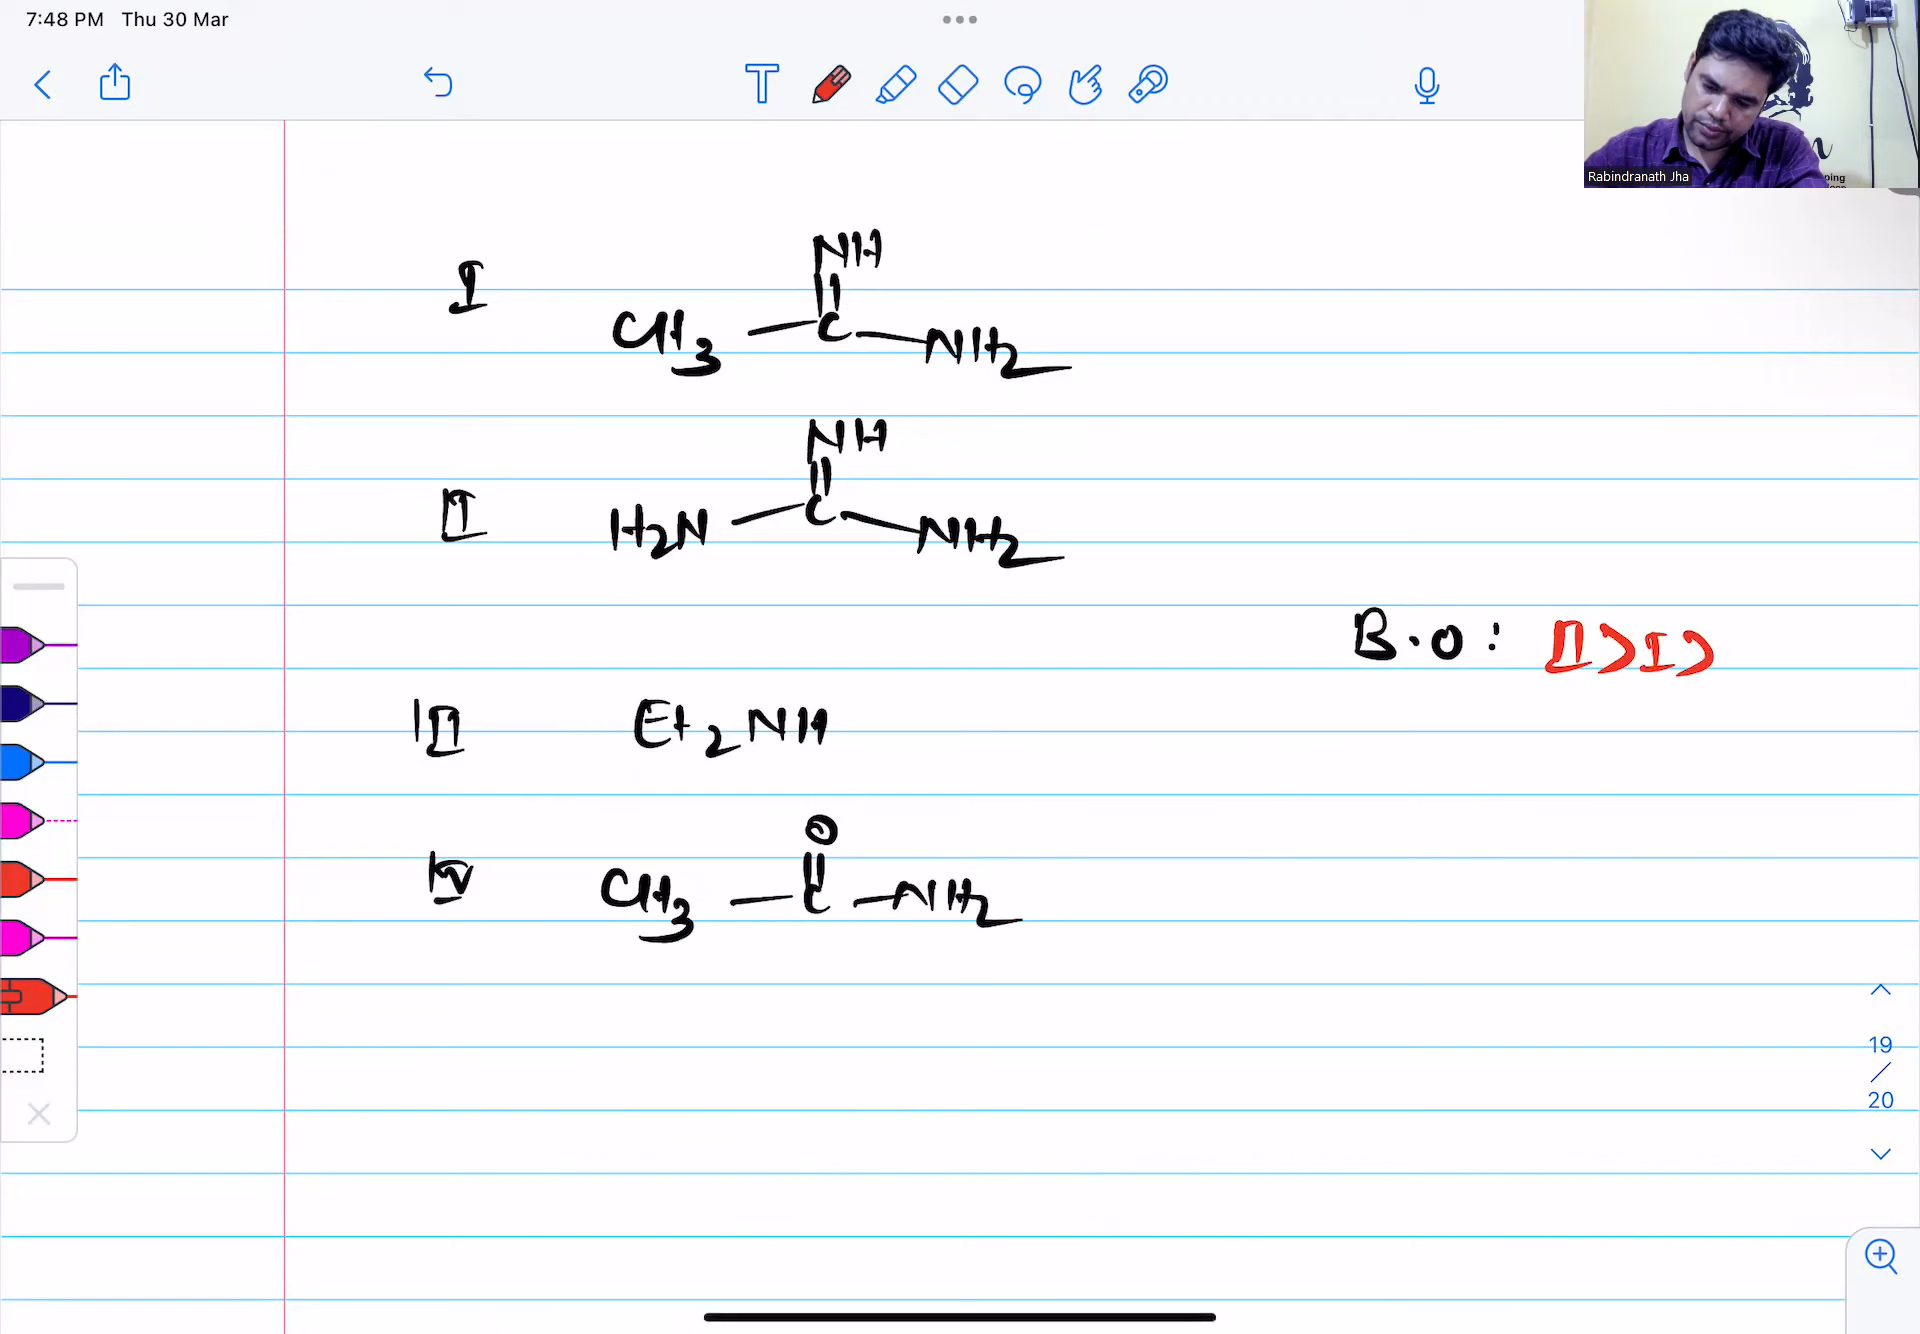 7:48 PM Thu 30 Mar
Rabindranath Jha
ping
I
NH
CH3 — C — NH2
II
NH
H2N — C — NH2
B.O : II > I >
III Et2NH
O
IV CH3 — C — NH2
19
/
20